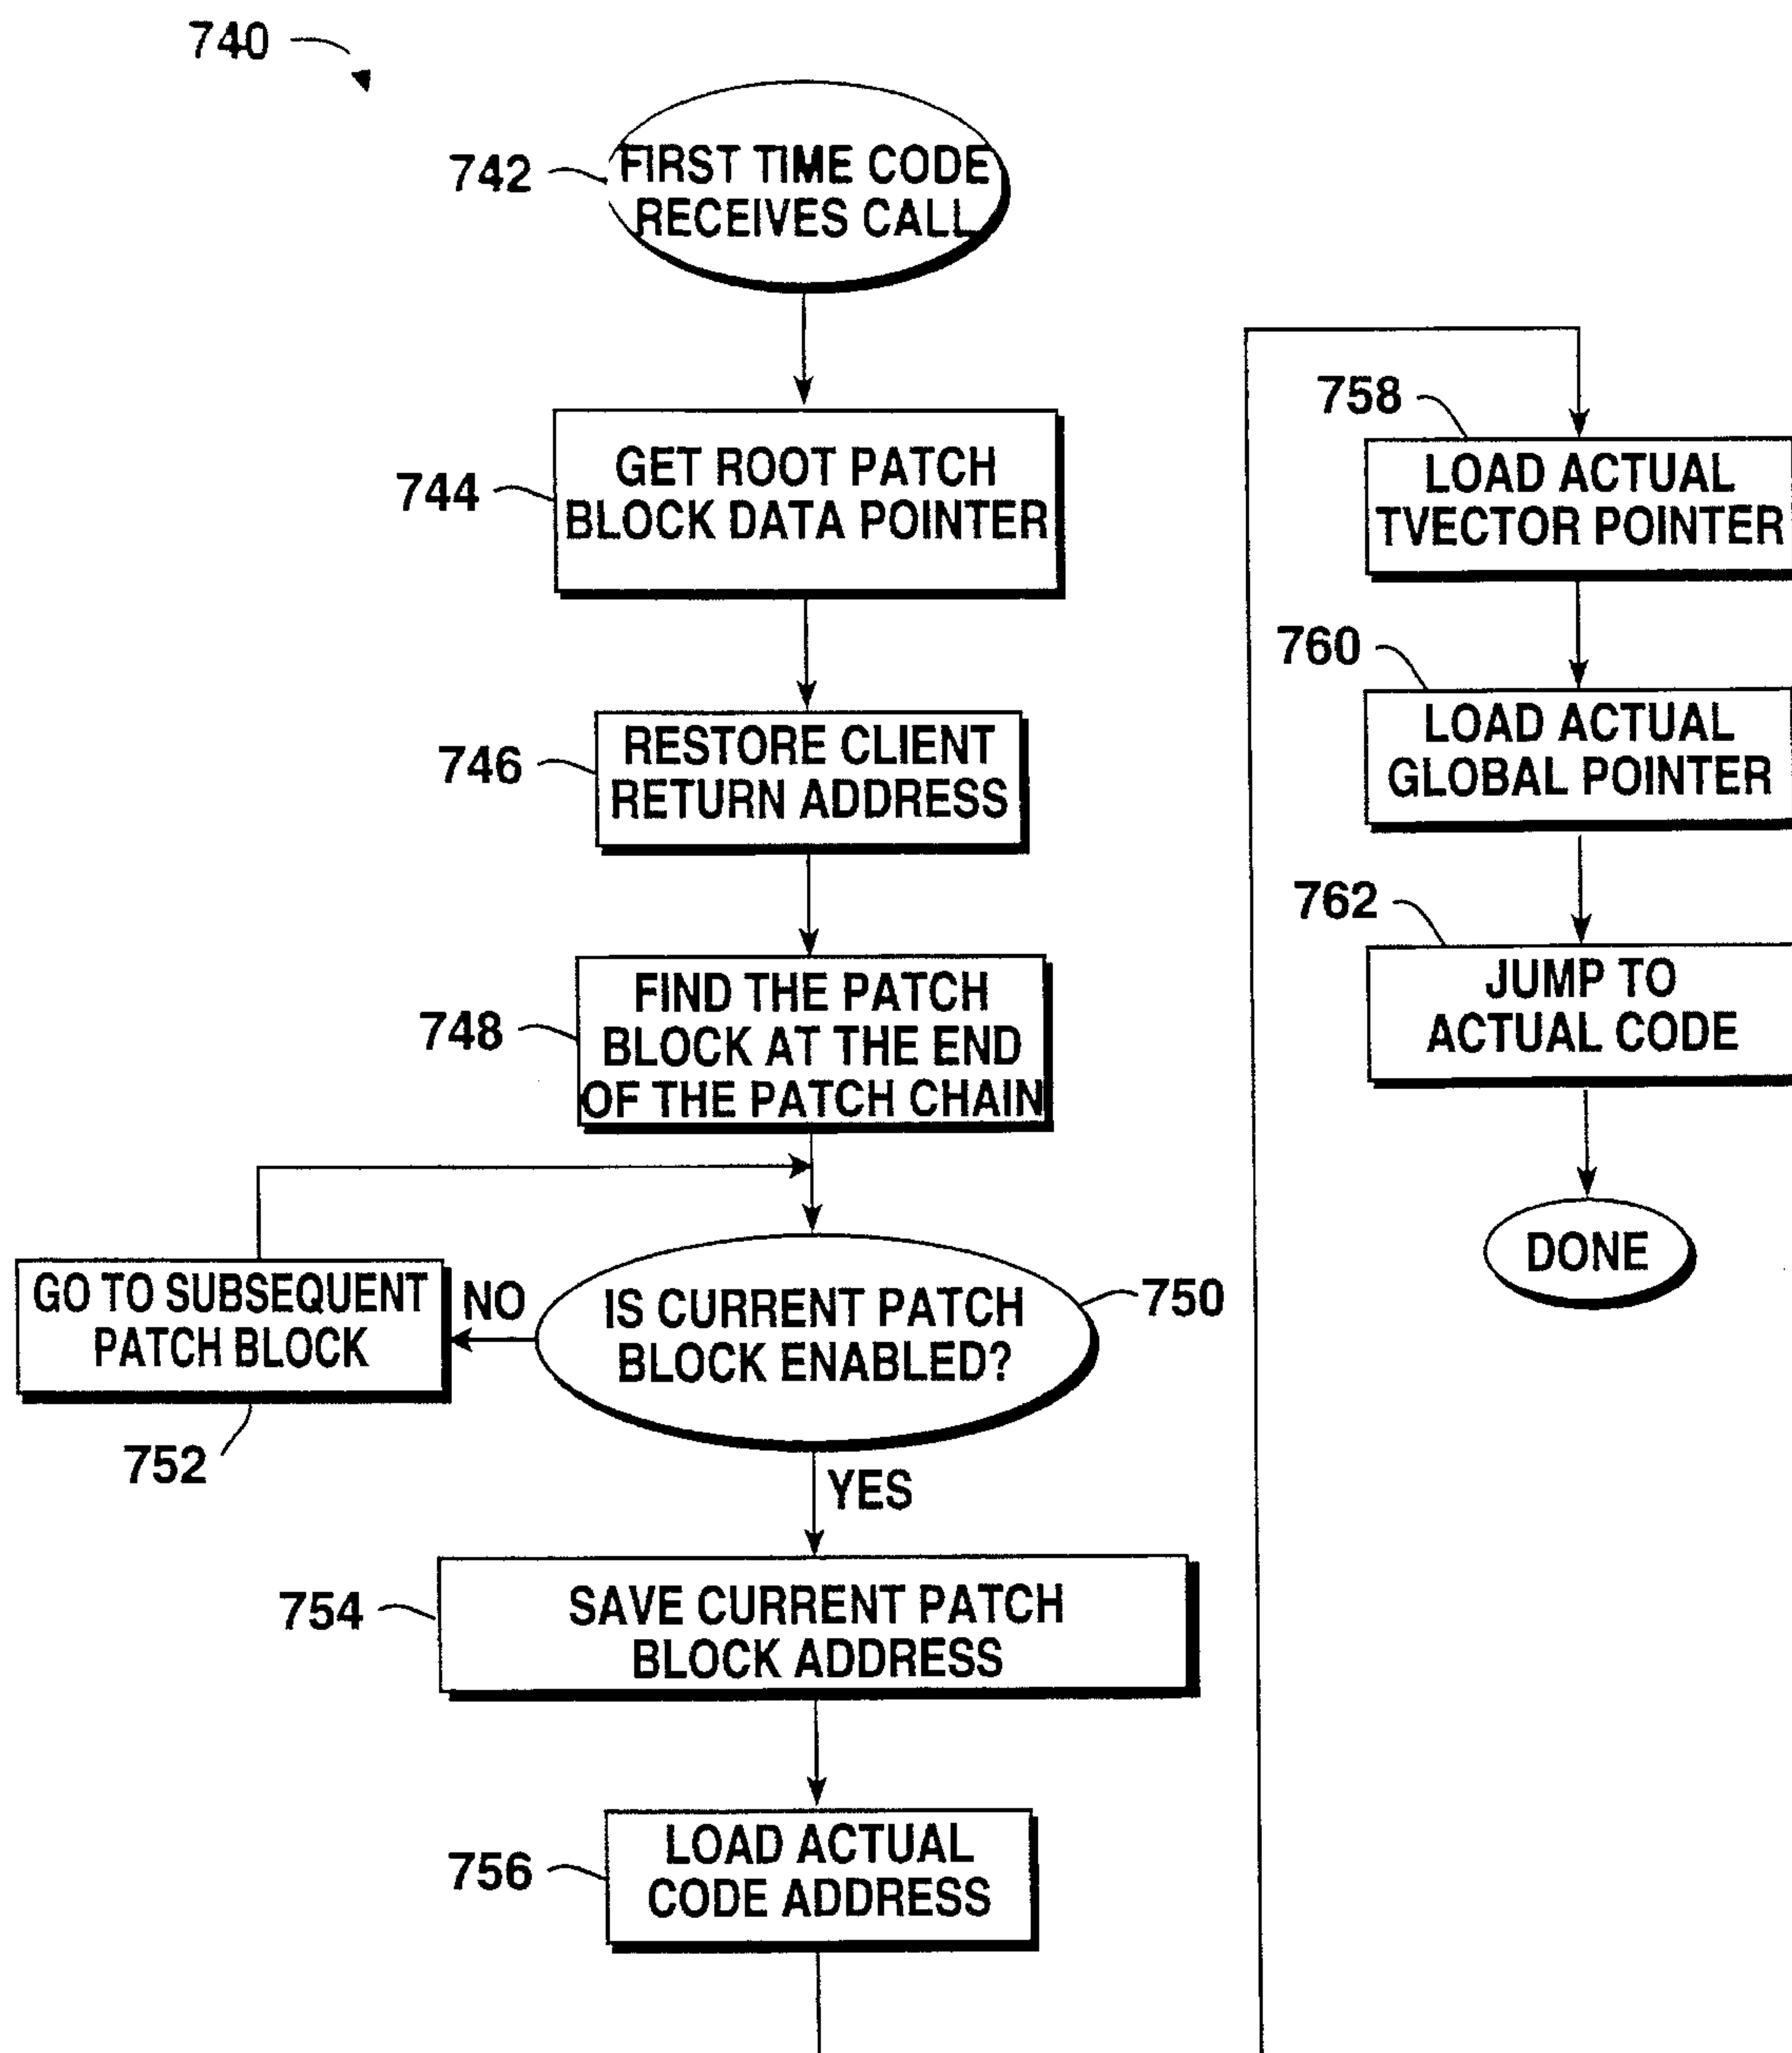 740
742
FIRST TIME CODE
RECEIVES CALL
744
GET ROOT PATCH
BLOCK DATA POINTER
746
RESTORE CLIENT
RETURN ADDRESS
748
FIND THE PATCH
BLOCK AT THE END
OF THE PATCH CHAIN
750
IS CURRENT PATCH
BLOCK ENABLED?
NO
GO TO SUBSEQUENT
PATCH BLOCK
752
YES
754
SAVE CURRENT PATCH
BLOCK ADDRESS
756
LOAD ACTUAL
CODE ADDRESS
758
LOAD ACTUAL
TVECTOR POINTER
760
LOAD ACTUAL
GLOBAL POINTER
762
JUMP TO
ACTUAL CODE
DONE